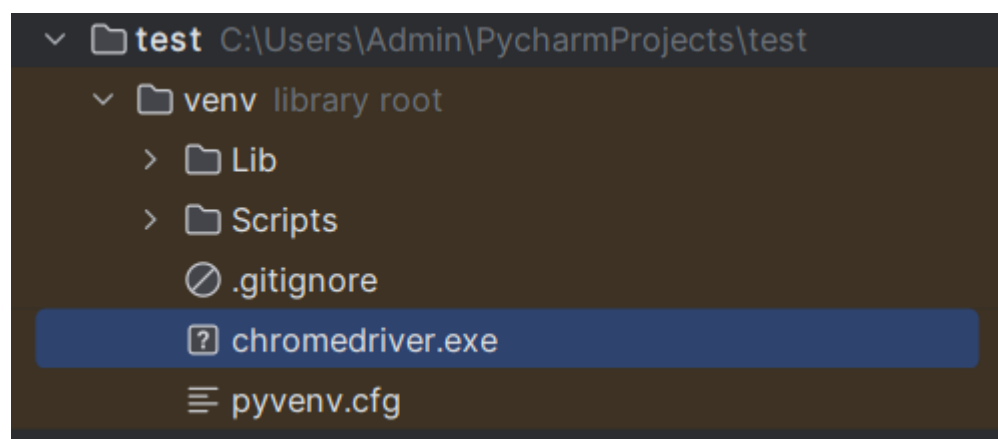 test C:\Users\Admin\PycharmProjects\test
venv library root
Lib
Scripts
.gitignore
chromedriver.exe
pyvenv.cfg